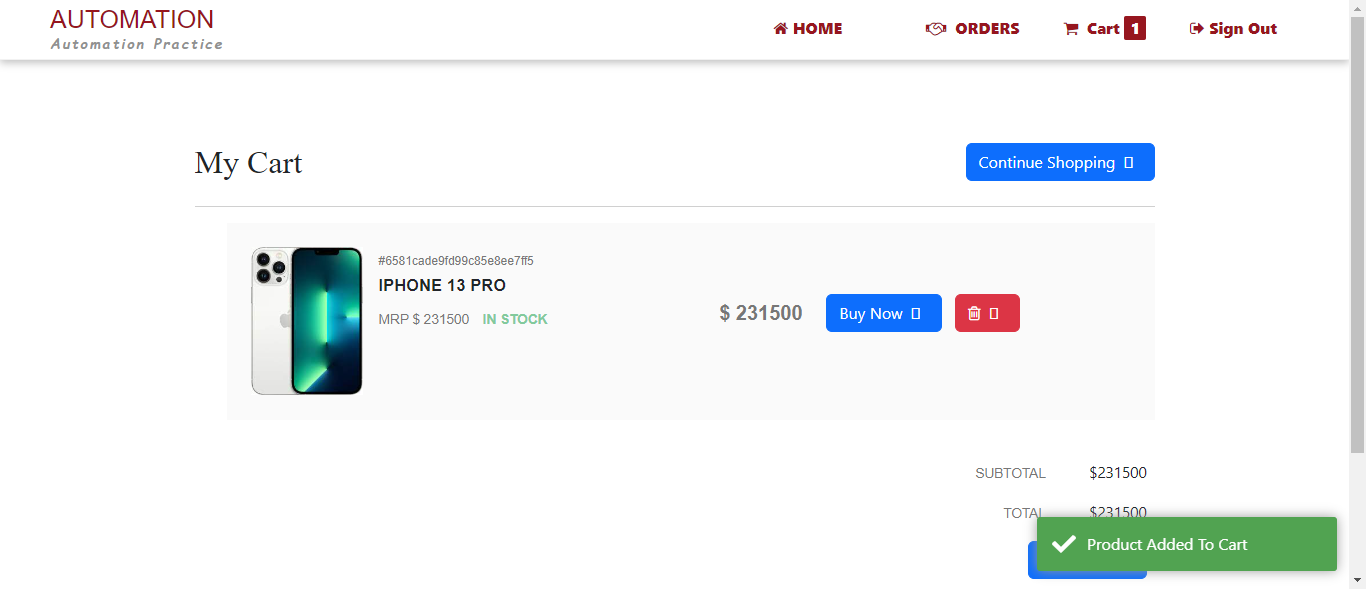 AUTOMATION
Automation Practice
HOME
ORDERS
Cart 1
Sign Out
My Cart
Continue Shopping
#6581cade9fd99c85e8ee7ff5
IPHONE 13 PRO
MRP $ 231500 IN STOCK
$ 231500
Buy Now
SUBTOTAL $231500
TOTAL $231500
Product Added To Cart